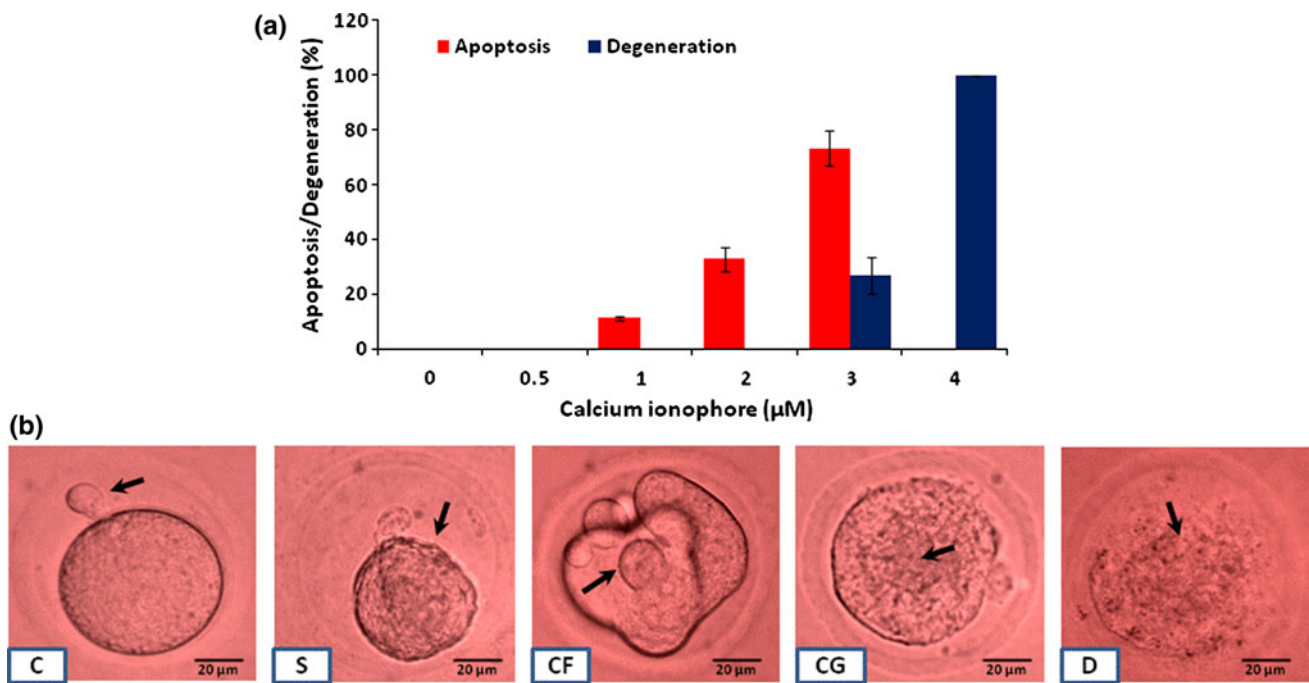 (a)
120
100
80
60
40
20
0
Apoptosis/Degeneration (%)
Apoptosis Degeneration
0 0.5 1 2 3 4
Calcium ionophore (µM)
(b)
C 20 µm
S 20 µm
CF 20 µm
CG 20 µm
D 20 µm